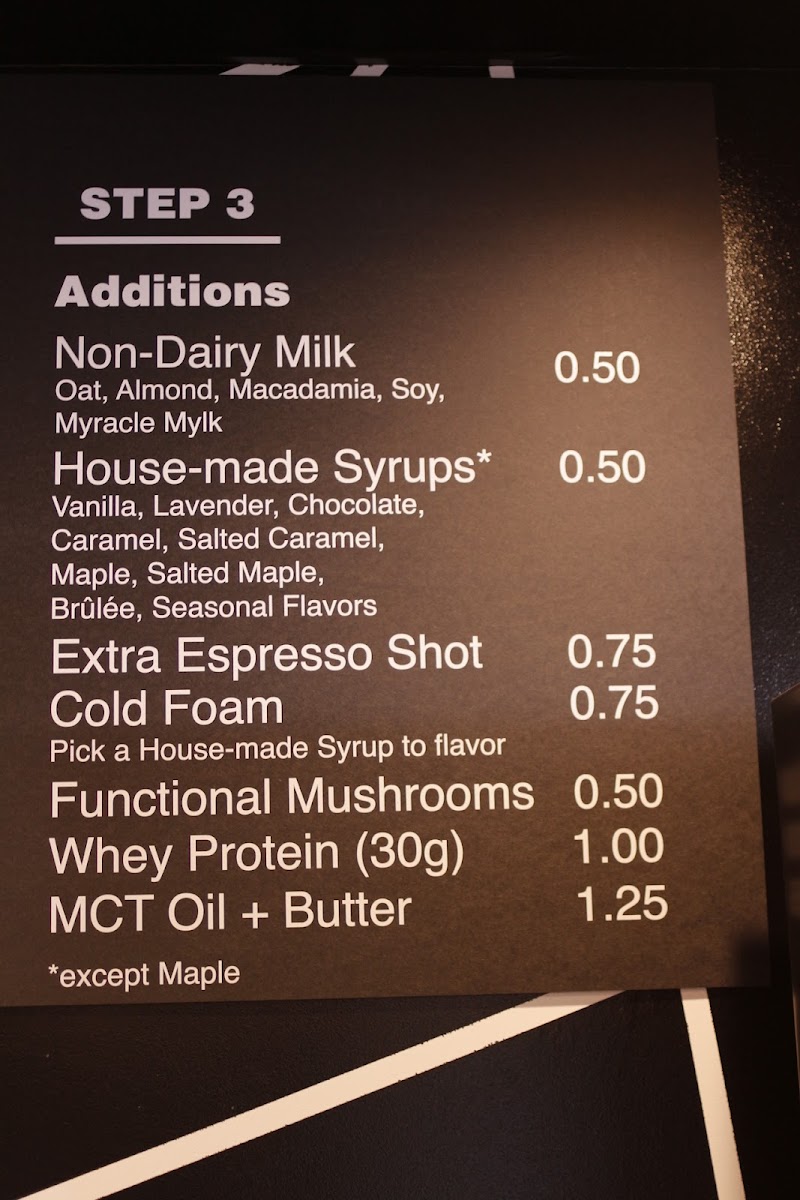 STEP 3
Additions
Non-Dairy Milk 0.50
Oat, Almond, Macadamia, Soy,
Myracle Mylk
House-made Syrups* 0.50
Vanilla, Lavender, Chocolate,
Caramel, Salted Caramel,
Maple, Salted Maple,
Brûlée, Seasonal Flavors
Extra Espresso Shot 0.75
Cold Foam 0.75
Pick a House-made Syrup to flavor
Functional Mushrooms 0.50
Whey Protein (30g) 1.00
MCT Oil + Butter 1.25
*except Maple